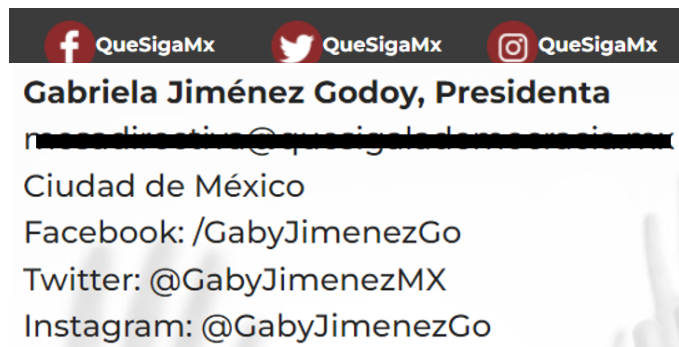 QueSigaMx QueSigaMx QueSigaMx
Gabriela Jiménez Godoy, Presidenta
Ciudad de México
Facebook: /GabyJimenezGo
Twitter: @GabyJimenezMX
Instagram: @GabyJimenezGo